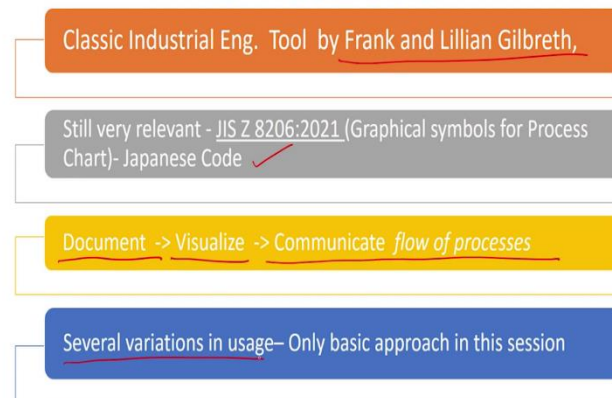 Classic Industrial Eng. Tool by Frank and Lillian Gilbreth,
Still very relevant - JIS Z 8206:2021 (Graphical symbols for Process
Chart)- Japanese Code
Document -> Visualize -> Communicate flow of processes
Several variations in usage– Only basic approach in this session